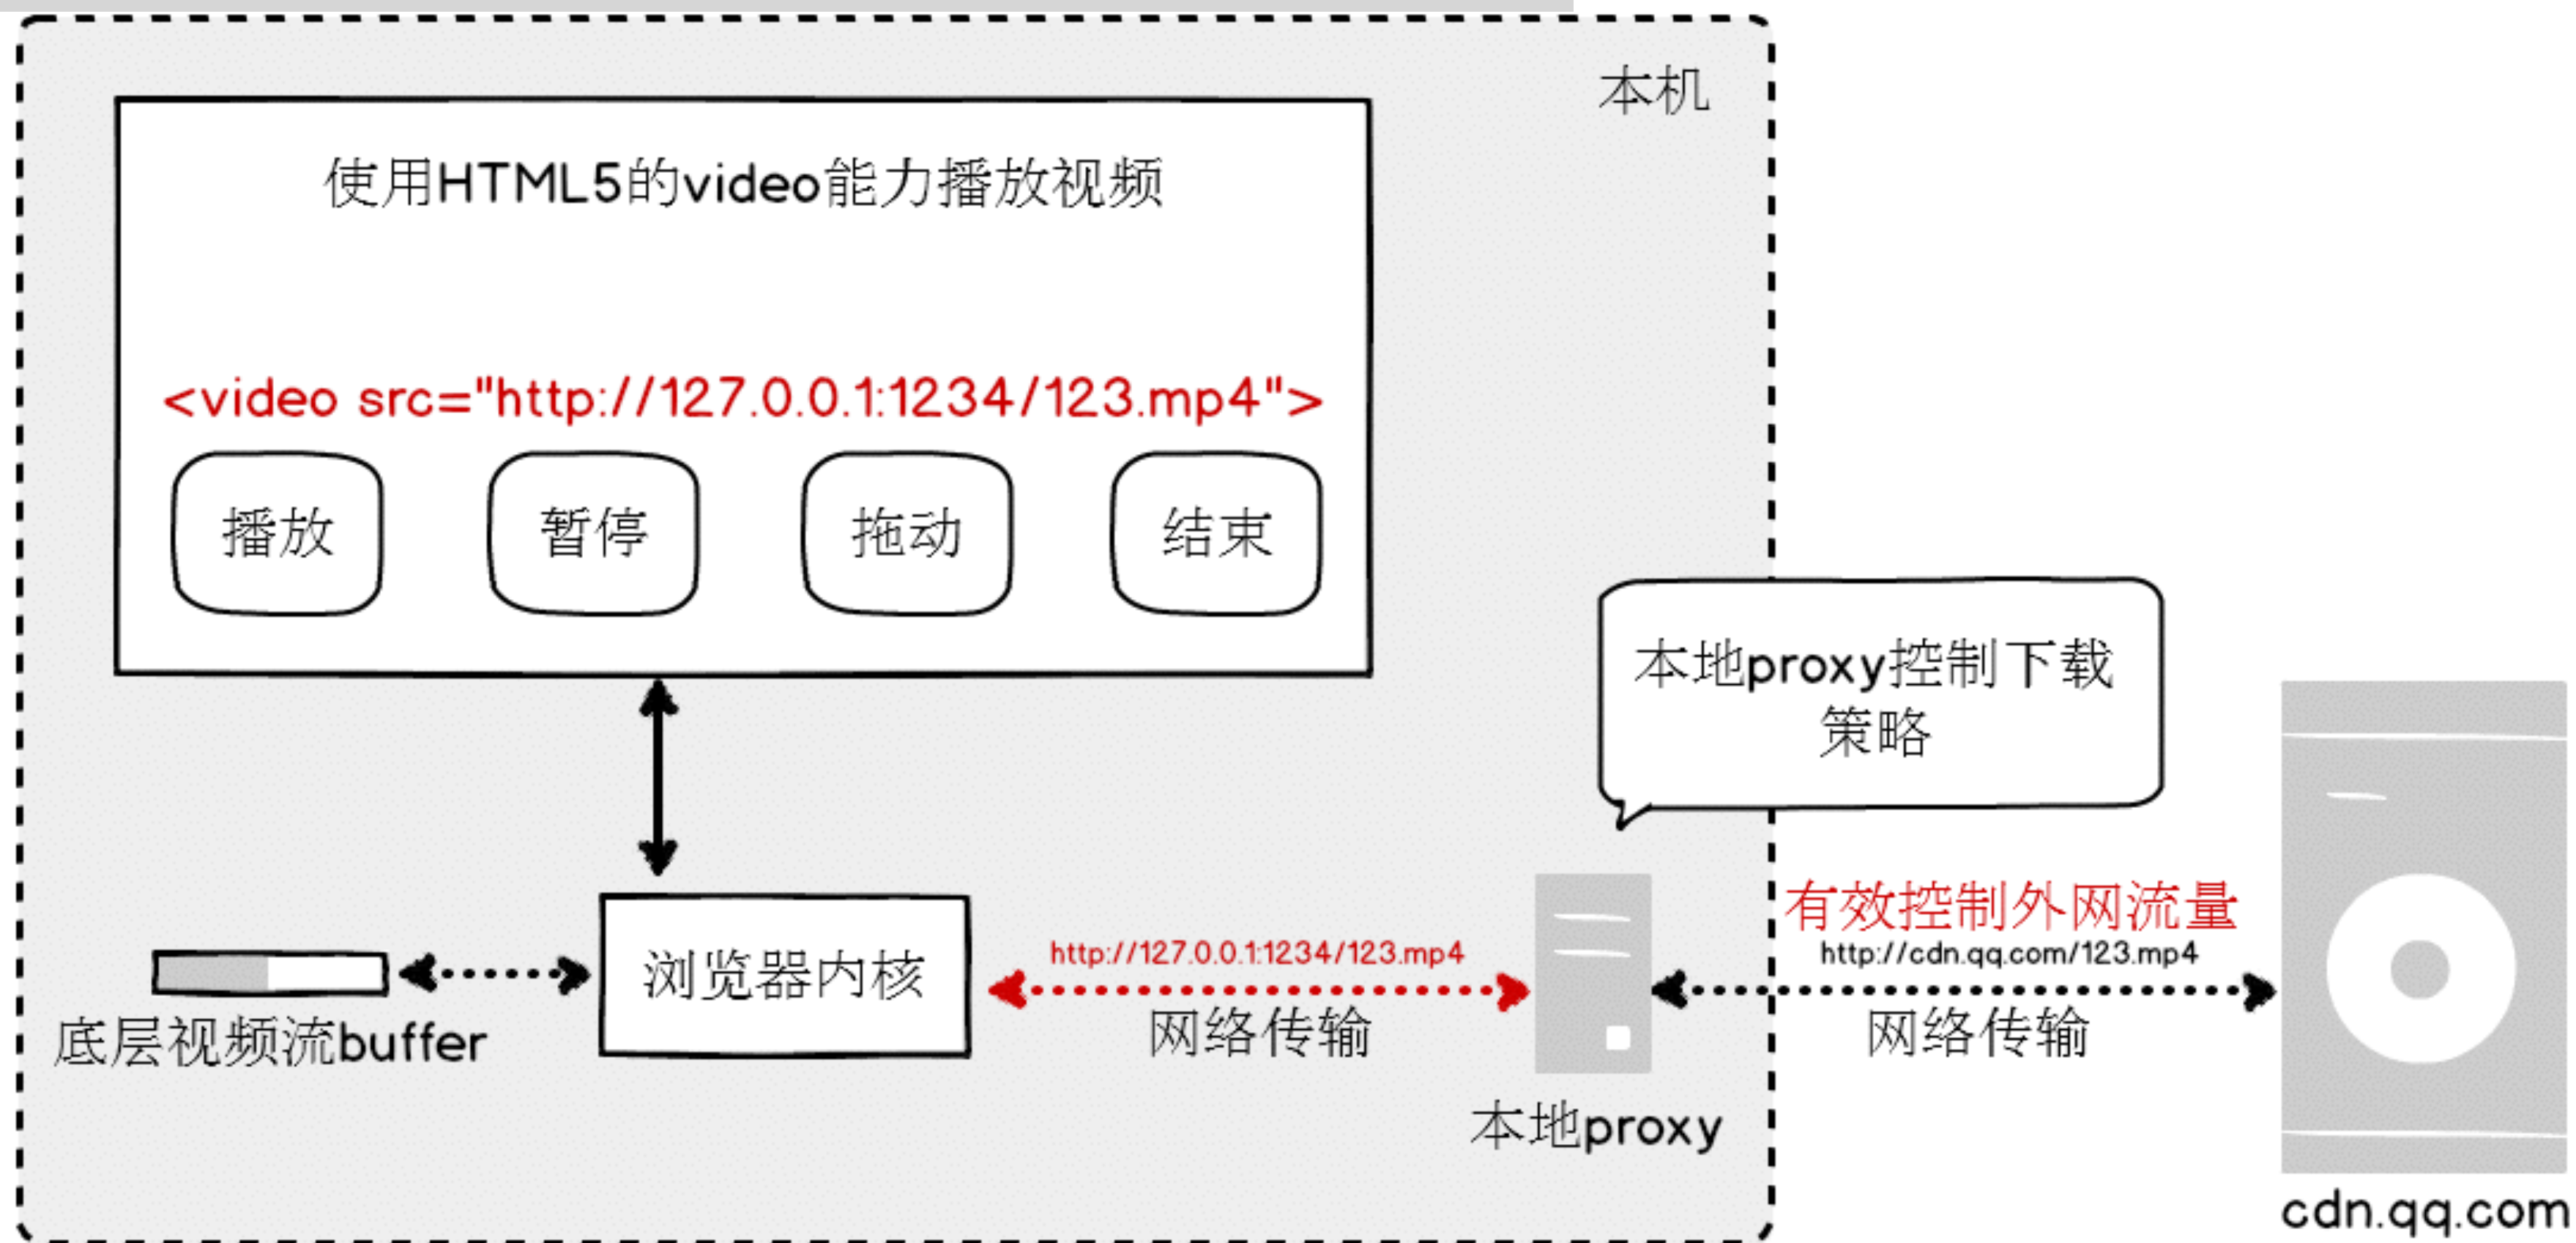 本机
使用HTML5的video能力播放视频
<video src="http://127.0.0.1:1234/123.mp4">
播放
暂停
拖动
结束
本地proxy控制下载
策略
有效控制外网流量
http://127.0.0.1:1234/123.mp4
http://cdn.qq.com/123.mp4
浏览器内核
网络传输
网络传输
底层视频流buffer
本地proxy
cdn.qq.com